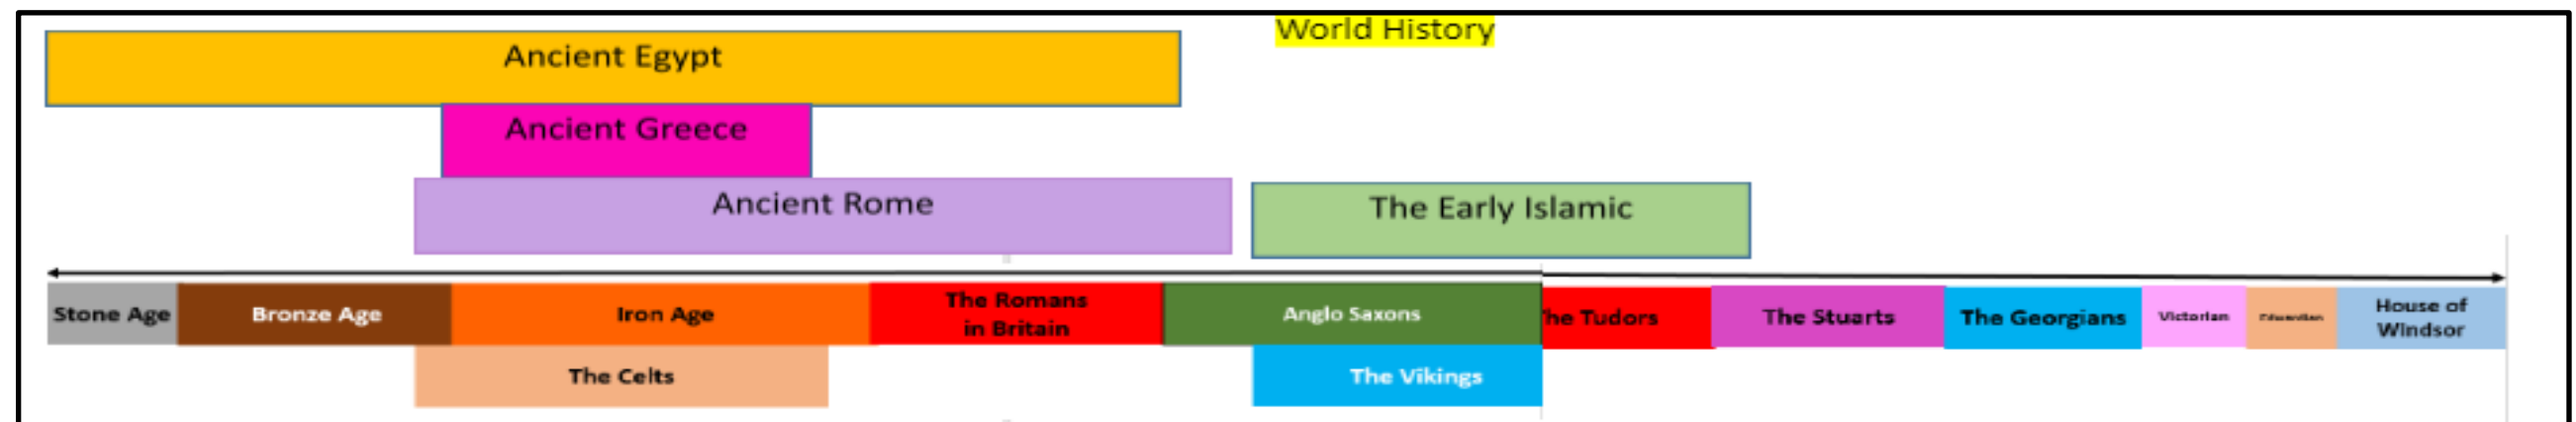 World History
Ancient Egypt
Ancient Greece
Ancient Rome
The Early Islamic
Stone Age
Bronze Age
Iron Age
The Romans
in Britain
Anglo Saxons
he Tudors
The Stuarts
The Georgians
Victorian
Edwardian
House of
Windsor
The Celts
The Vikings